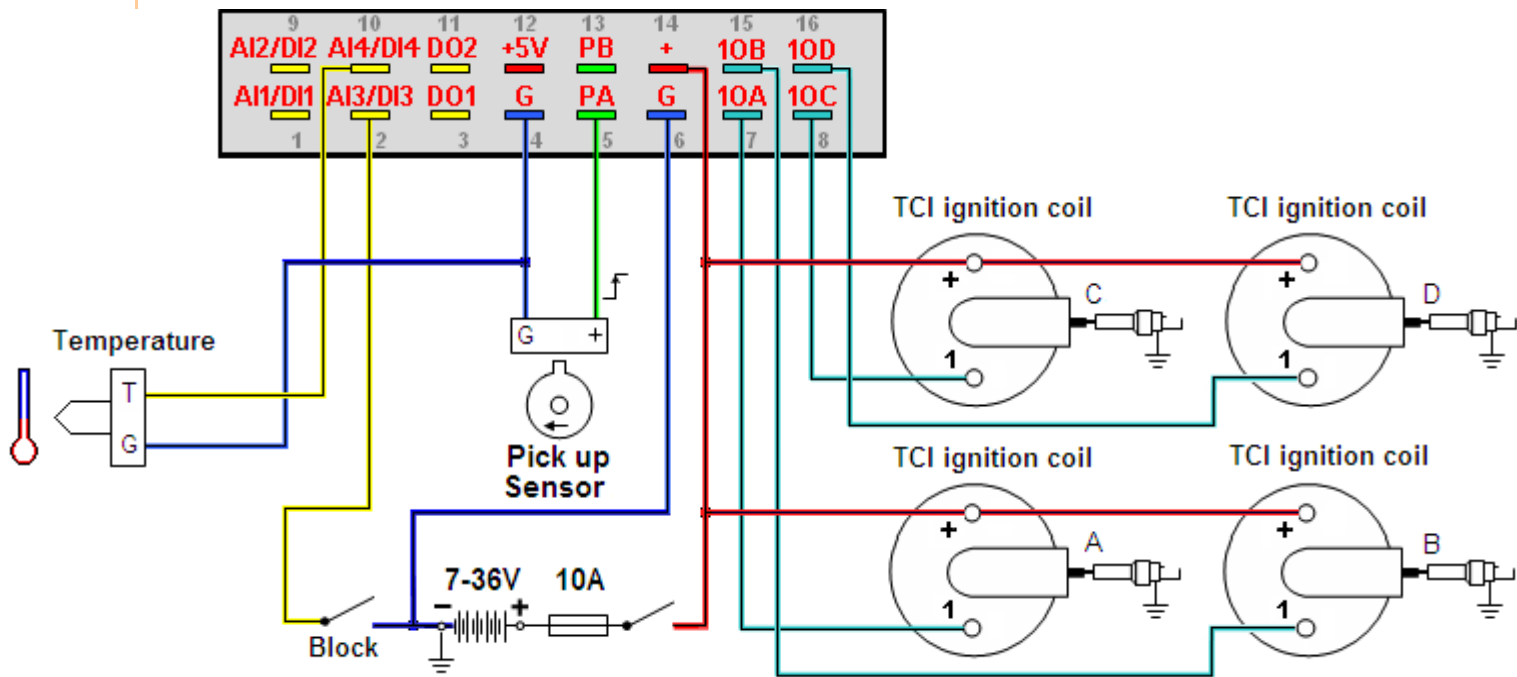 9 10 11 12 13 14 15 16
AI2/DI2 AI4/DI4 DO2 +5V PB + 1OB 1OD
AI1/DI1 AI3/DI3 DO1 G PA G 1OA 1OC
1 2 3 4 5 6 7 8
TCI ignition coil TCI ignition coil
+ C + D
1 1
G +
Temperature
T
G
Pick up
Sensor
TCI ignition coil TCI ignition coil
+ A + B
1 1
7-36V 10A
- +
Block